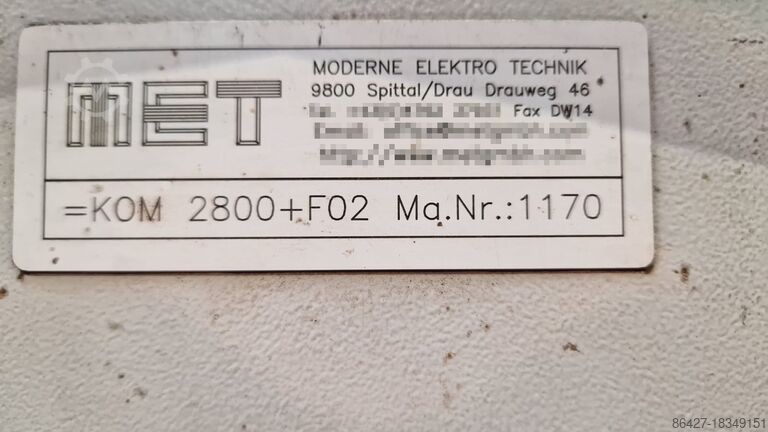 MET
MODERNE ELEKTRO TECHNIK
9800 Spittal/Drau Drauweg 46
Fax DW14
=KOM 2800+F02 Ma.Nr.:1170
86427-18349151